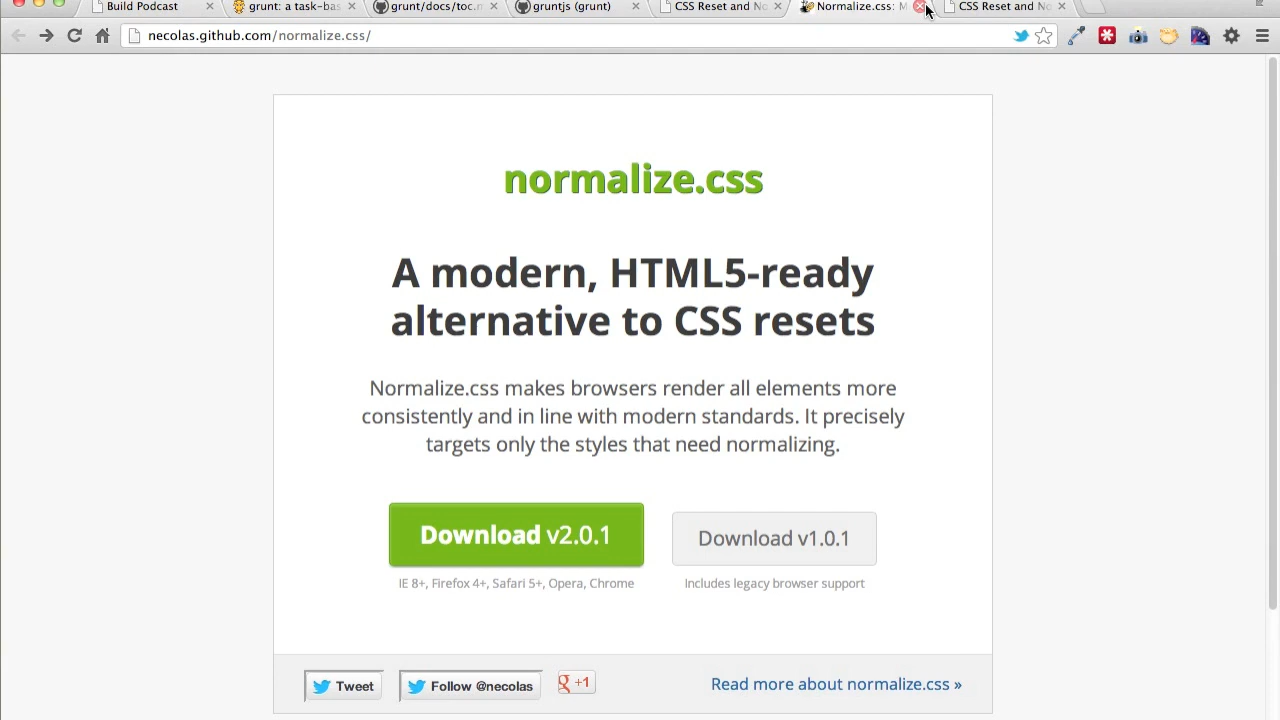 Build Podcast
grunt: a task-bas
grunt/docs/toc.m
gruntjs (grunt)
CSS Reset and No
Normalize.css: M
CSS Reset and No
necolas.github.com/normalize.css/
normalize.css
A modern, HTML5-ready
alternative to CSS resets
Normalize.css makes browsers render all elements more
consistently and in line with modern standards. It precisely
targets only the styles that need normalizing.
Download v2.0.1
Download v1.0.1
IE 8+, Firefox 4+, Safari 5+, Opera, Chrome
Includes legacy browser support
Tweet
Follow @necolas
g +1
Read more about normalize.css »